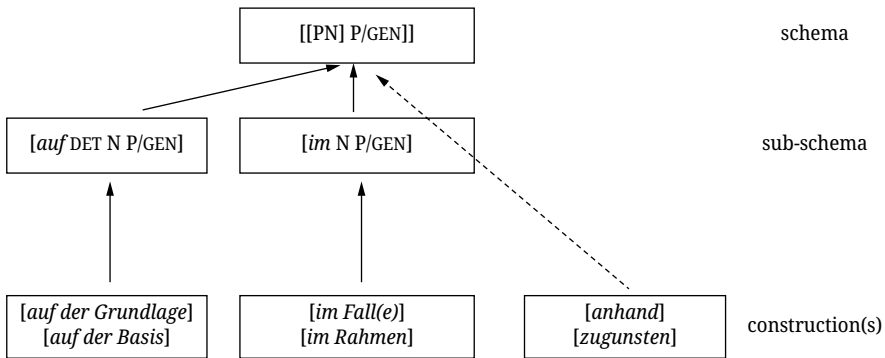 [[PN] P/GEN]] schema
[auf DET N P/GEN] [im N P/GEN] sub-schema
[auf der Grundlage] [im Fall(e)] [anhand]
[auf der Basis] [im Rahmen] [zugunsten] construction(s)